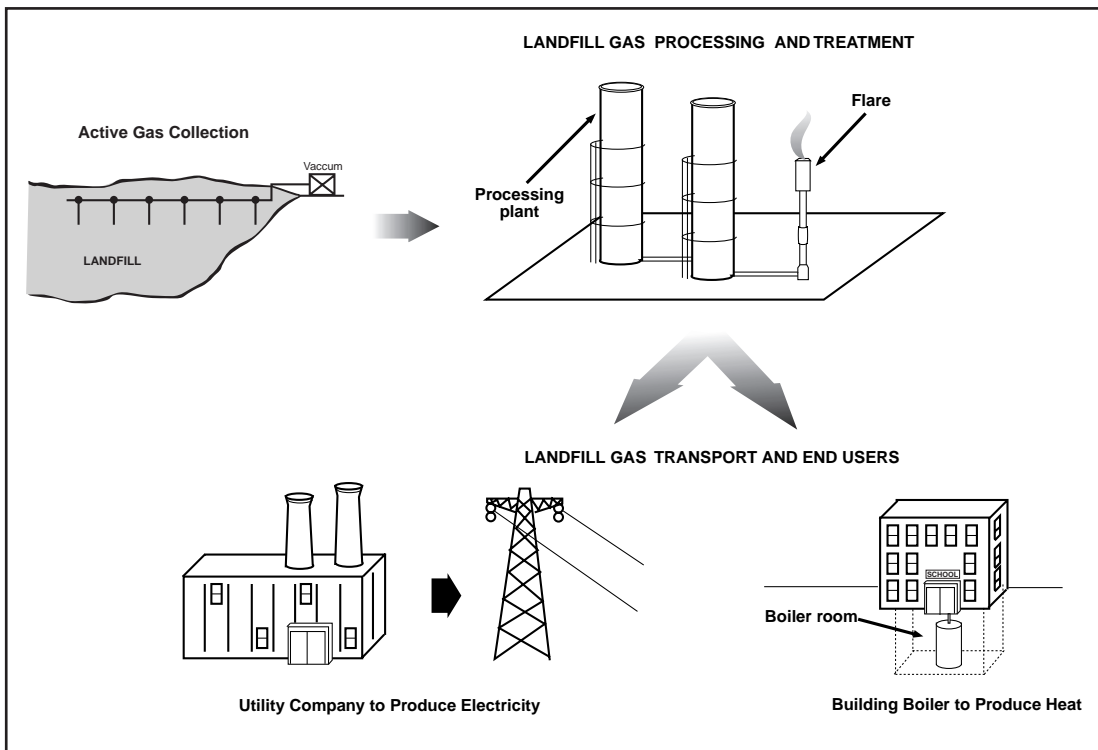 LANDFILL GAS PROCESSING AND TREATMENT
Active Gas Collection
Vaccum
LANDFILL
Processing
plant
Flare
LANDFILL GAS TRANSPORT AND END USERS
SCHOOL
Boiler room
Utility Company to Produce Electricity
Building Boiler to Produce Heat